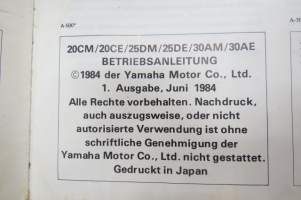 A-500*
20CM/20CE/25DM/25DE/30AM/30AE
BETRIEBSANLEITUNG
©1984 der Yamaha Motor Co., Ltd.
1. Ausgabe, Juni 1984
Alle Rechte vorbehalten. Nachdruck,
auch auszugsweise, oder nicht
autorisierte Verwendung ist ohne
schriftliche Genehmigung der
Yamaha Motor Co., Ltd. nicht gestattet.
Gedruckt in Japan